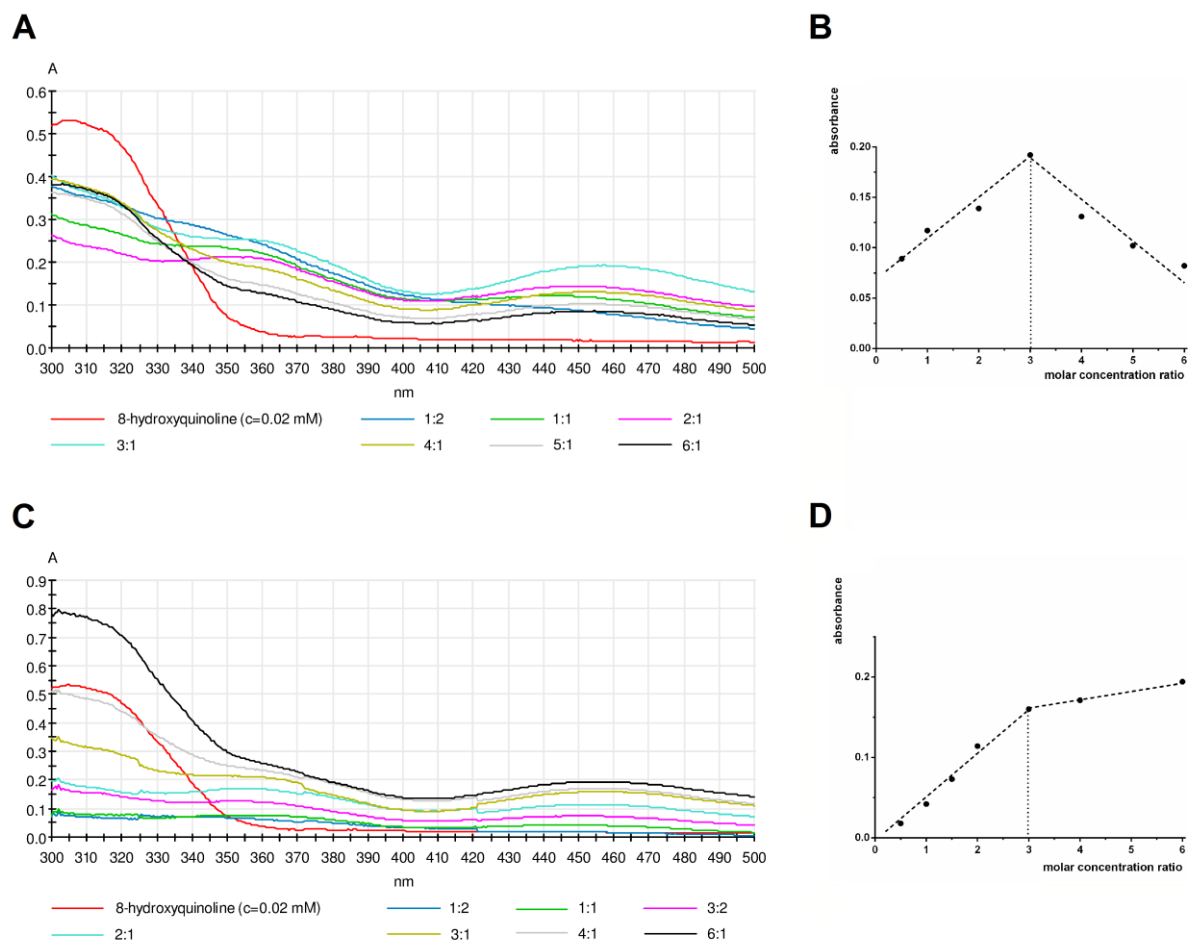 A
A
0.6
0.5
0.4
0.3
0.2
0.1
0.0
300 310 320 330 340 350 360 370 380 390 400 410 420 430 440 450 460 470 480 490 500
nm
8-hydroxyquinoline (c=0.02 mM) 1:2 1:1 2:1
3:1 4:1 5:1 6:1
B
absorbance
0.20
0.15
0.10
0.05
0.00
0 1 2 3 4 5 6
molar concentration ratio
C
A
0.9
0.8
0.7
0.6
0.5
0.4
0.3
0.2
0.1
0.0
300 310 320 330 340 350 360 370 380 390 400 410 420 430 440 450 460 470 480 490 500
nm
8-hydroxyquinoline (c=0.02 mM) 1:2 1:1 3:2
2:1 3:1 4:1 6:1
D
absorbance
0.2
0.1
0.0
0 1 2 3 4 6
molar concentration ratio